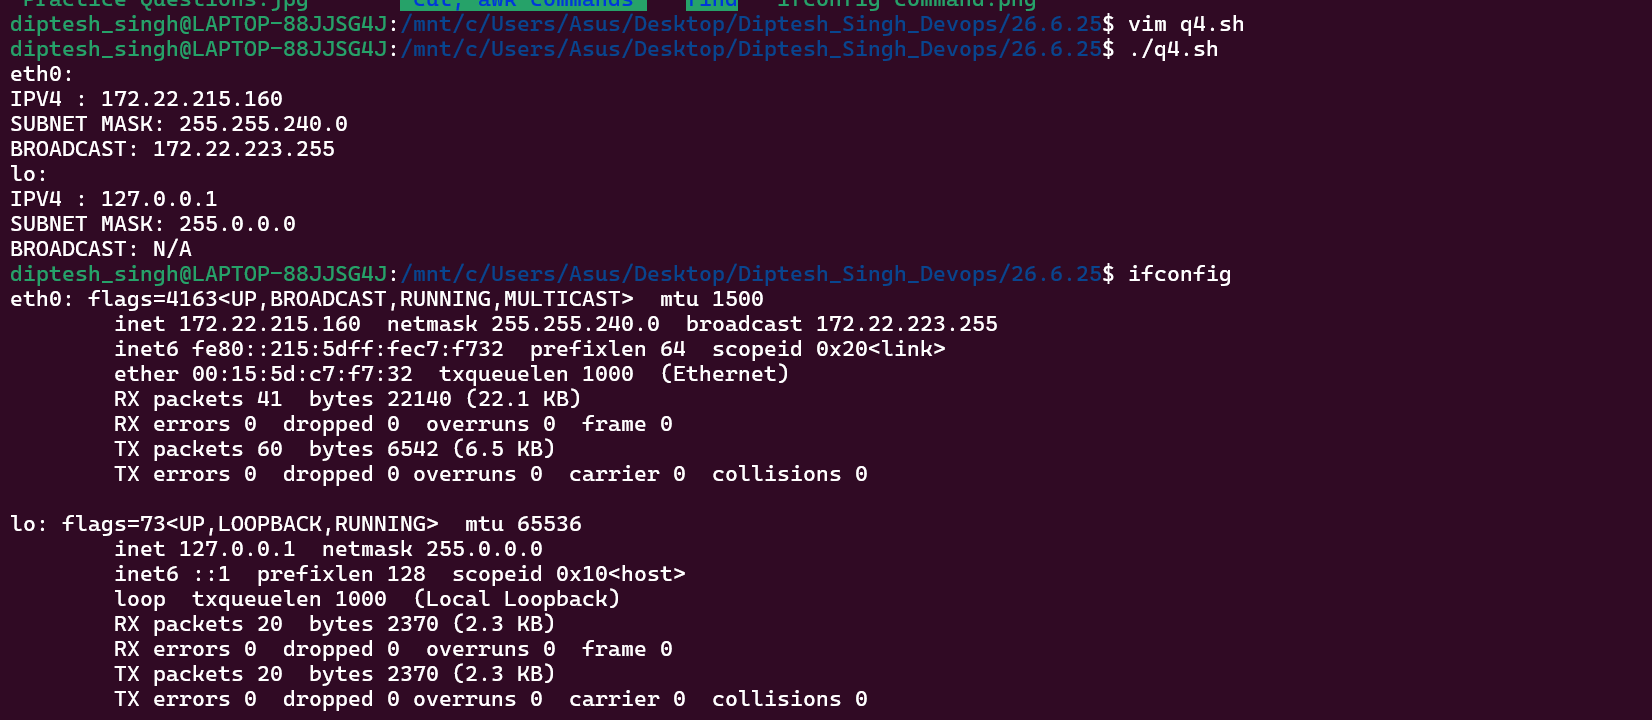 Practice Questions.jpg   'cut, awk commands'   find   'ifconfig command.png'
diptesh_singh@LAPTOP-88JJSG4J:/mnt/c/Users/Asus/Desktop/Diptesh_Singh_Devops/26.6.25$ vim q4.sh
diptesh_singh@LAPTOP-88JJSG4J:/mnt/c/Users/Asus/Desktop/Diptesh_Singh_Devops/26.6.25$ ./q4.sh
eth0:
IPV4 : 172.22.215.160
SUBNET MASK: 255.255.240.0
BROADCAST: 172.22.223.255
lo:
IPV4 : 127.0.0.1
SUBNET MASK: 255.0.0.0
BROADCAST: N/A
diptesh_singh@LAPTOP-88JJSG4J:/mnt/c/Users/Asus/Desktop/Diptesh_Singh_Devops/26.6.25$ ifconfig
eth0: flags=4163<UP,BROADCAST,RUNNING,MULTICAST>  mtu 1500
        inet 172.22.215.160  netmask 255.255.240.0  broadcast 172.22.223.255
        inet6 fe80::215:5dff:fec7:f732  prefixlen 64  scopeid 0x20<link>
        ether 00:15:5d:c7:f7:32  txqueuelen 1000  (Ethernet)
        RX packets 41  bytes 22140 (22.1 KB)
        RX errors 0  dropped 0  overruns 0  frame 0
        TX packets 60  bytes 6542 (6.5 KB)
        TX errors 0  dropped 0 overruns 0  carrier 0  collisions 0
lo: flags=73<UP,LOOPBACK,RUNNING>  mtu 65536
        inet 127.0.0.1  netmask 255.0.0.0
        inet6 ::1  prefixlen 128  scopeid 0x10<host>
        loop  txqueuelen 1000  (Local Loopback)
        RX packets 20  bytes 2370 (2.3 KB)
        RX errors 0  dropped 0  overruns 0  frame 0
        TX packets 20  bytes 2370 (2.3 KB)
        TX errors 0  dropped 0 overruns 0  carrier 0  collisions 0